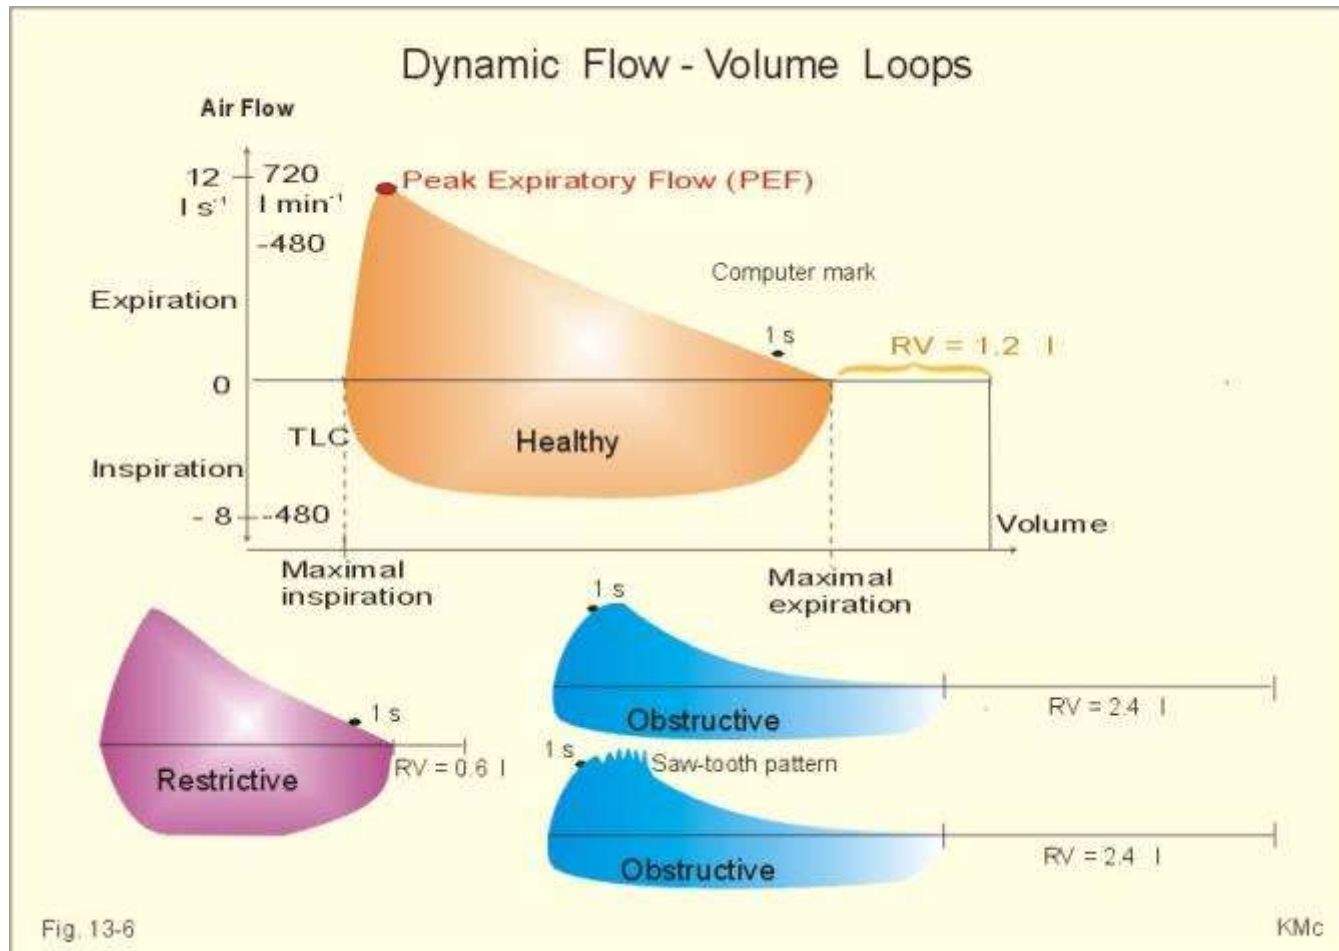 Dynamic Flow - Volume Loops
Air Flow
12 720
l s⁻¹ l min⁻¹
Peak Expiratory Flow (PEF)
-480
Computer mark
Expiration
1 s
RV = 1.2 l
0
TLC
Healthy
Inspiration
- 8 -480
Volume
Maximal
inspiration
Maximal
expiration
1 s
1 s
Restrictive
RV = 0.6 l
Obstructive
RV = 2.4 l
1 s
Saw-tooth pattern
Obstructive
RV = 2.4 l
Fig. 13-6
KMc